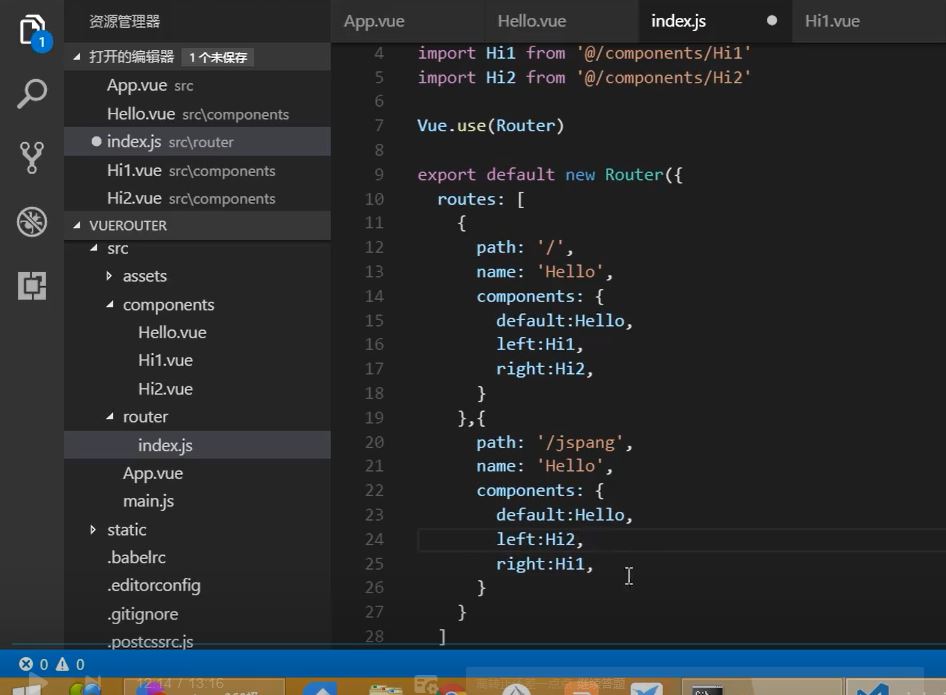 资源管理器
打开的编辑器 1 个未保存
App.vue src
Hello.vue src\components
index.js src\router
Hi1.vue src\components
Hi2.vue src\components
VUEROUTER
src
assets
components
Hello.vue
Hi1.vue
Hi2.vue
router
index.js
App.vue
main.js
static
.babelrc
.editorconfig
.gitignore
.postcssrc.js
1
App.vue Hello.vue index.js Hi1.vue
4 import Hi1 from '@/components/Hi1'
5 import Hi2 from '@/components/Hi2'
6
7 Vue.use(Router)
8
9 export default new Router({
10 routes: [
11 {
12 path: '/',
13 name: 'Hello',
14 components: {
15 default:Hello,
16 left:Hi1,
17 right:Hi2,
18 }
19 },{
20 path: '/jspang',
21 name: 'Hello',
22 components: {
23 default:Hello,
24 left:Hi2,
25 right:Hi1,
26 }
27 }
28 ]
0 0
12:14 / 13:16
继续答题